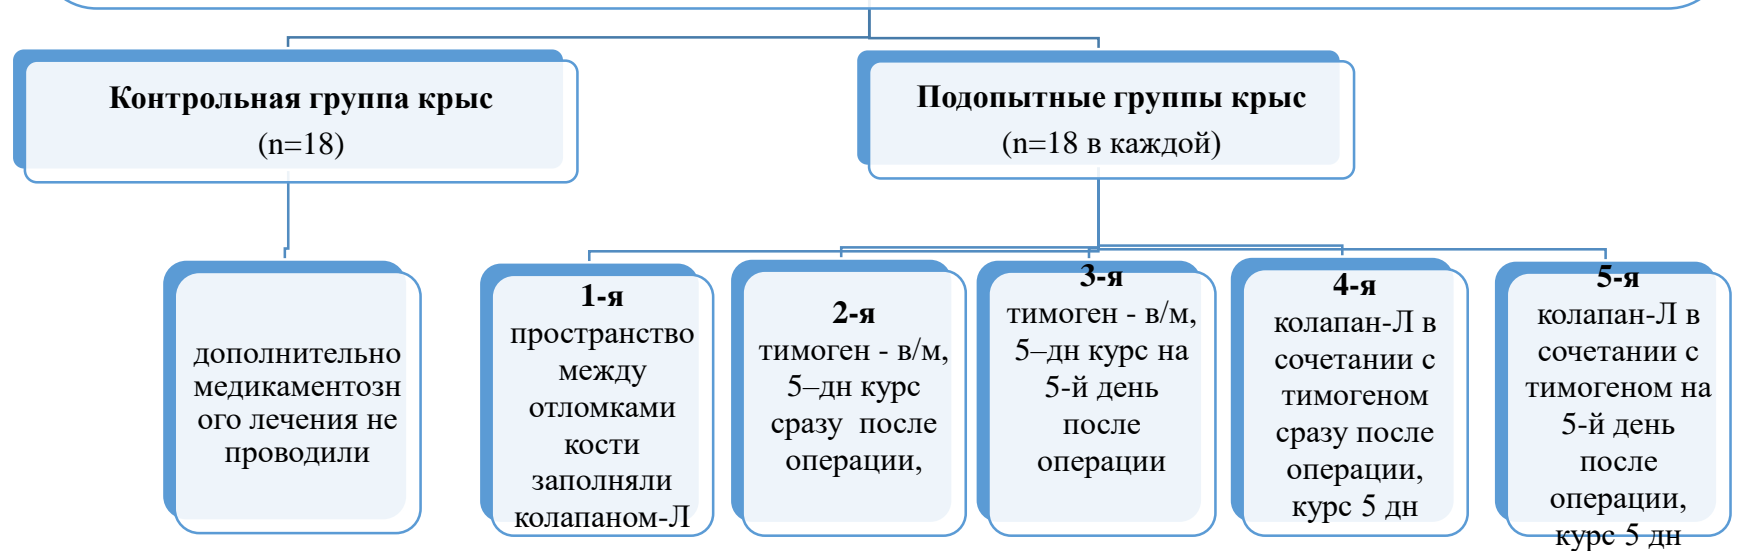 Контрольная группа крыс
(n=18)
Подопытные группы крыс
(n=18 в каждой)
дополнительно
медикаментозн
ого лечения не
проводили
1-я
пространство
между
отломками
кости
заполняли
колапаном-Л
2-я
тимоген - в/м,
5–дн курс
сразу  после
операции,
3-я
тимоген - в/м,
5–дн курс на
5-й день
после
операции
4-я
колапан-Л в
сочетании с
тимогеном
сразу после
операции,
курс 5 дн
5-я
колапан-Л в
сочетании с
тимогеном на
5-й день
после
операции,
курс 5 дн